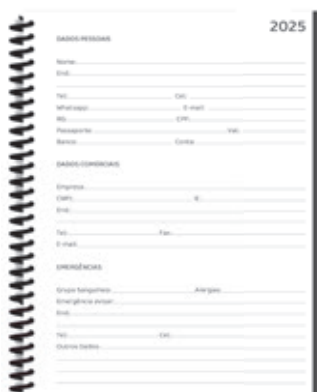 2025
DADOS PESSOAIS
Nome:
End:
Tel: Cel:
Whatsapp: E-mail:
RG: CPF:
Passaporte: Val:
Banco: Conta:
DADOS COMERCIAIS
Empresa:
CNPJ:
End:
Tel: Fax:
E-mail:
EMERGÊNCIAS
Grupo Sanguíneo: Alergias:
Emergência avisar:
End:
Tel: Cel:
Outros Dados: